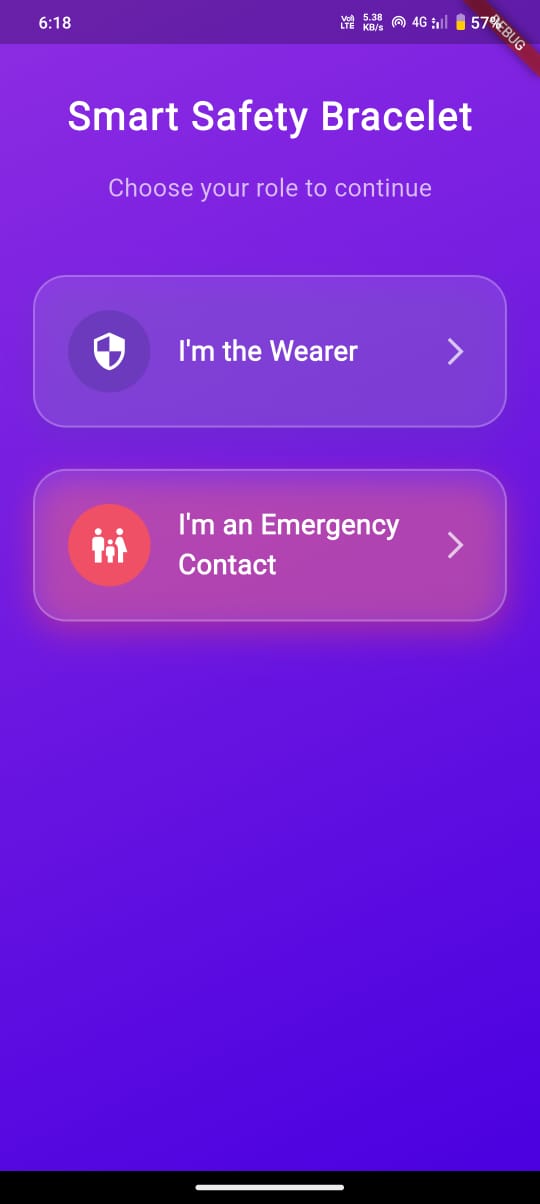 6:18 Vo) LTE 5.38 KB/s 4G 57%
DEBUG
Smart Safety Bracelet
Choose your role to continue
I'm the Wearer
I'm an Emergency
Contact